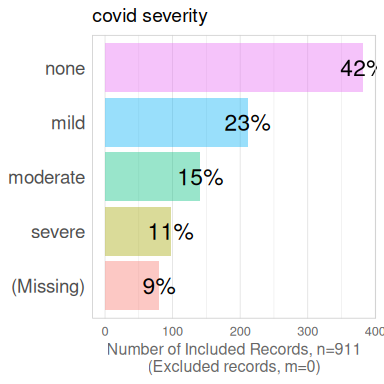 covid severity
none
42%
mild
23%
moderate
15%
severe
11%
(Missing)
9%
0 100 200 300 400
Number of Included Records, n=911
(Excluded records, m=0)